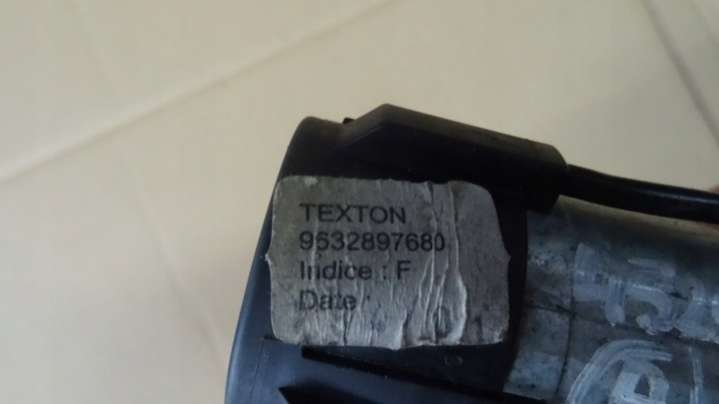 TEXTON
9632897680
Indice : F
Date :